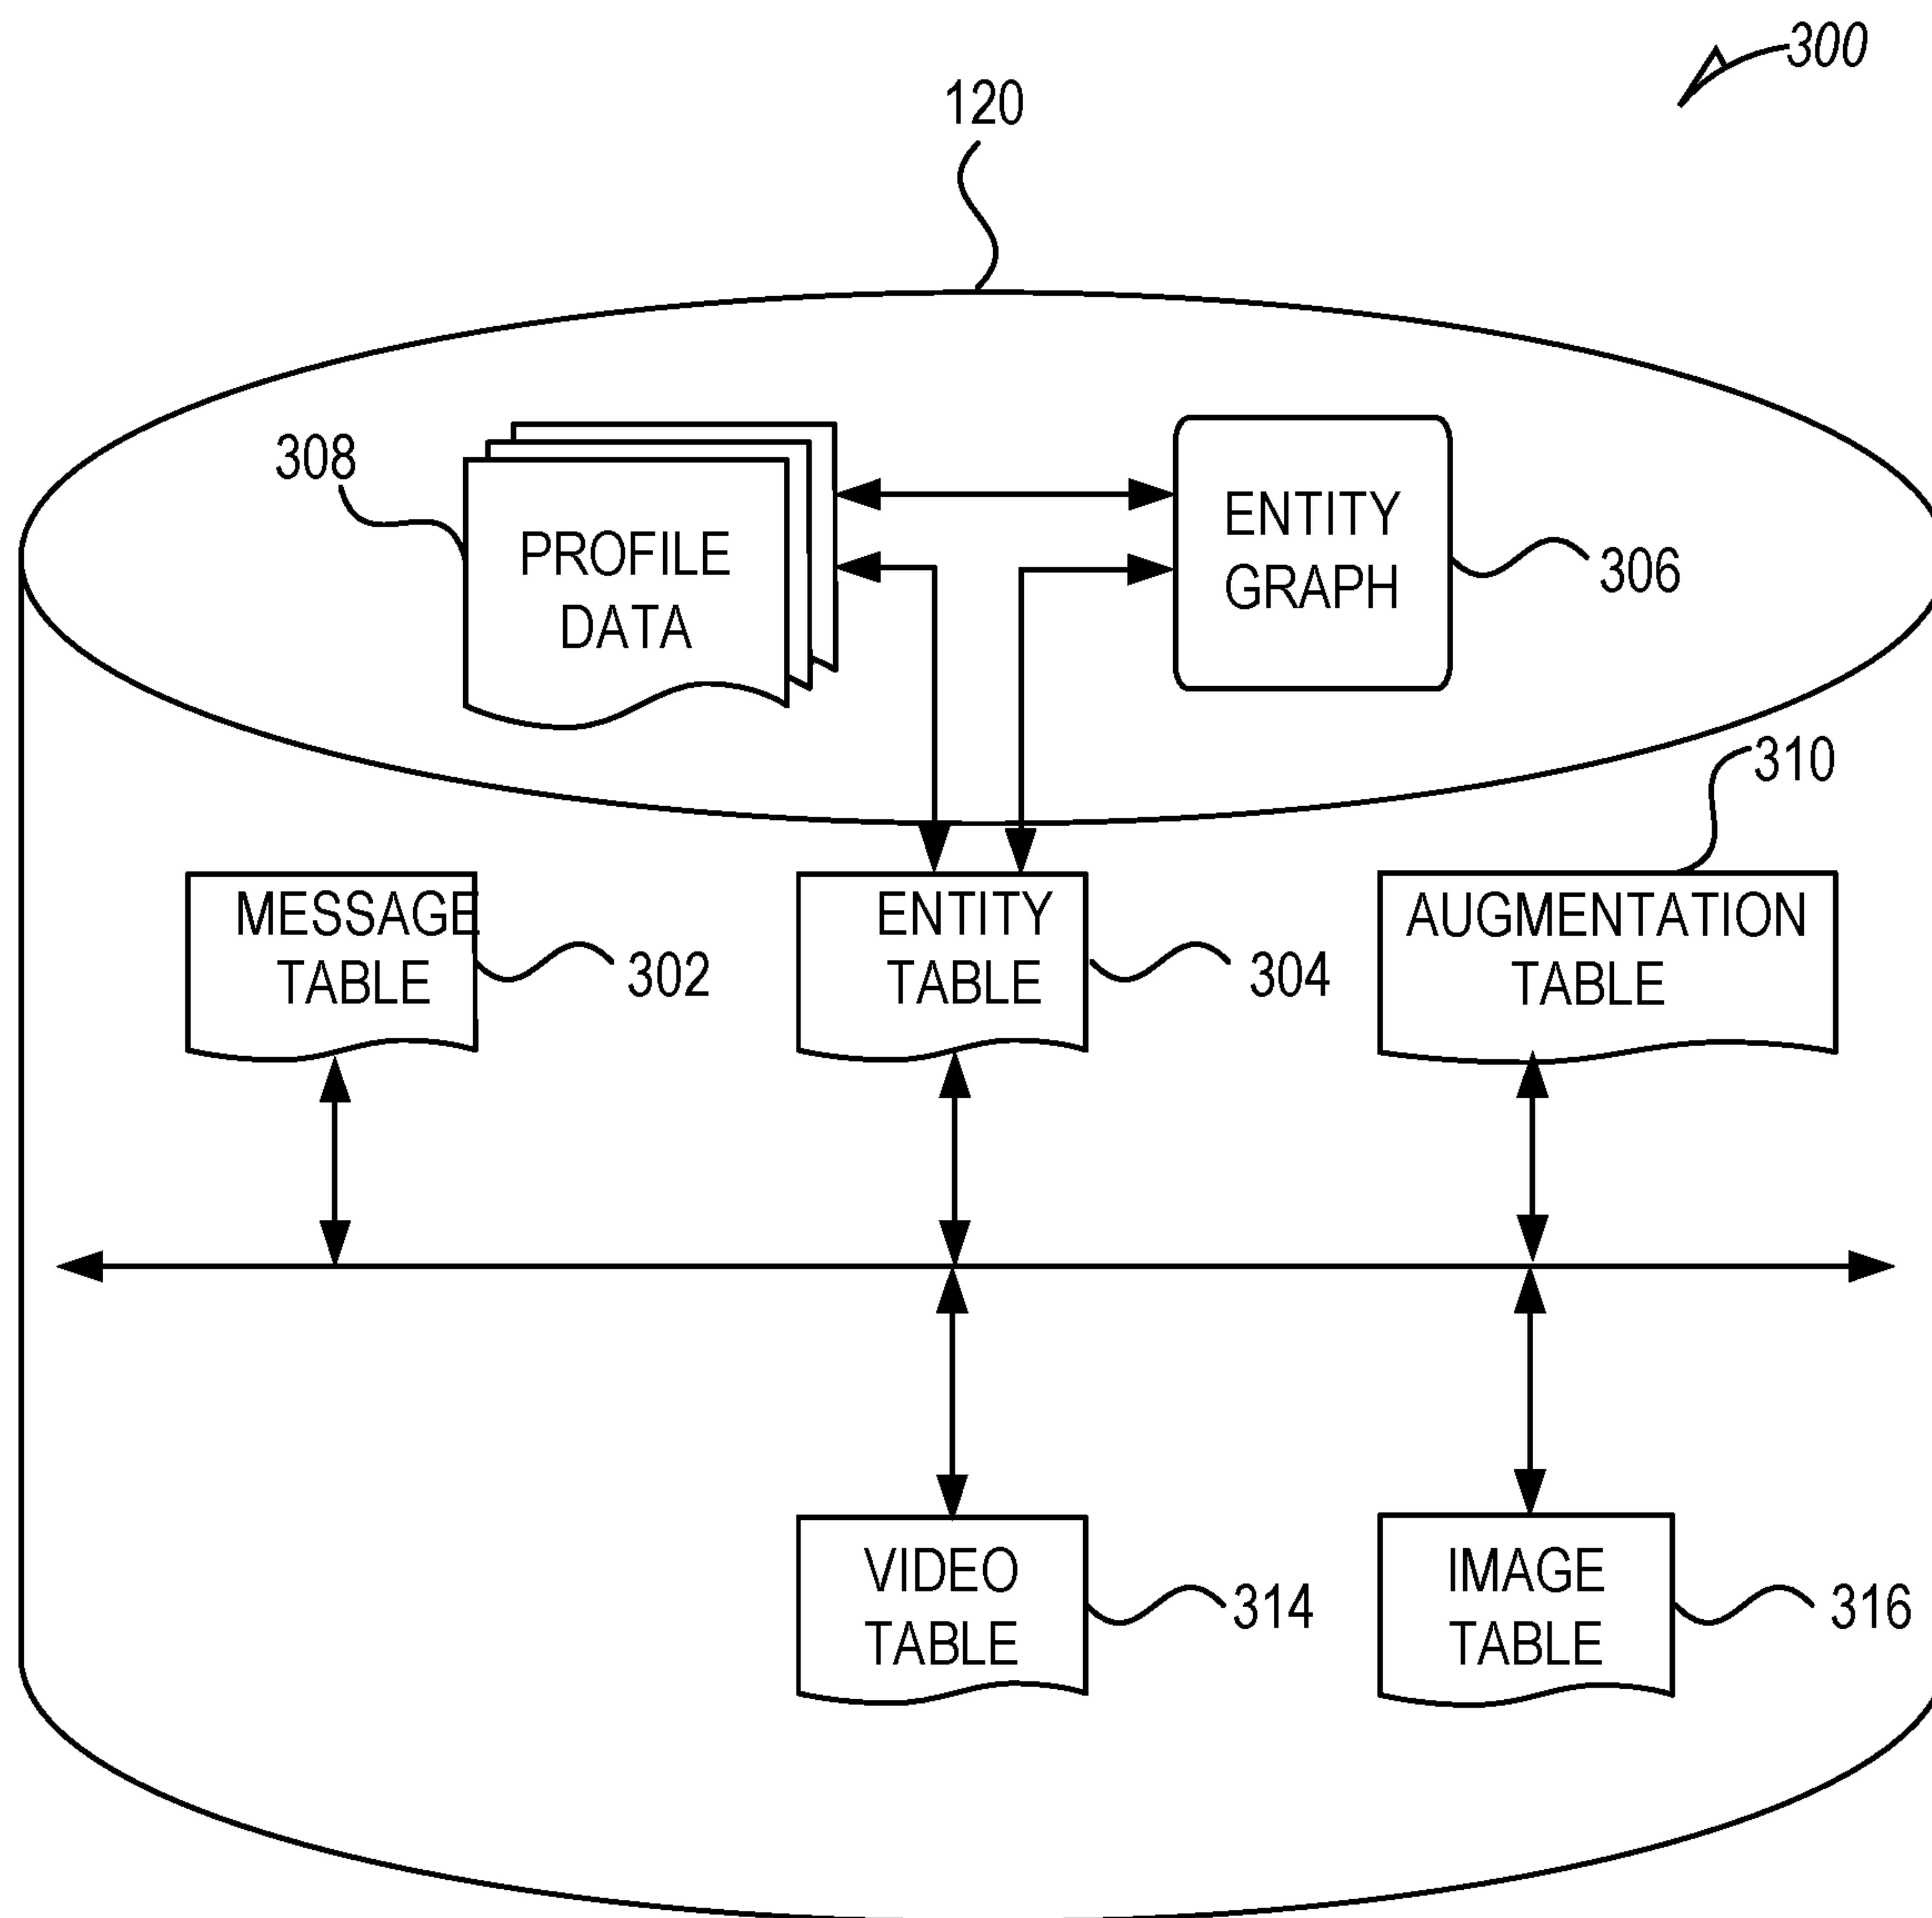 300
120
308
PROFILE
DATA
ENTITY
GRAPH
306
310
MESSAGE
TABLE
302
ENTITY
TABLE
304
AUGMENTATION
TABLE
VIDEO
TABLE
314
IMAGE
TABLE
316